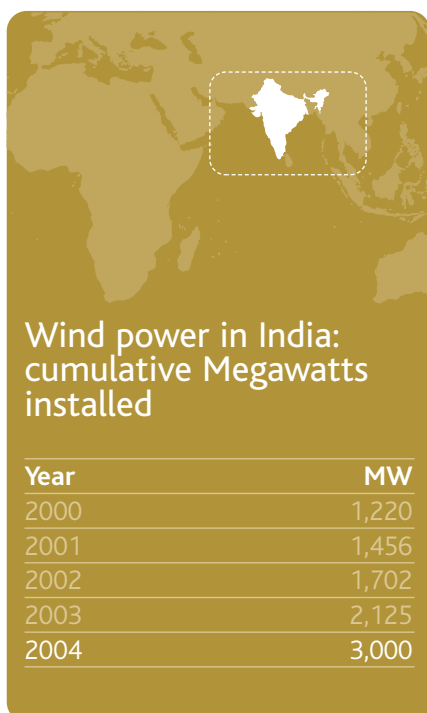 Wind power in India:
cumulative Megawatts
installed
Year MW
2000 1,220
2001 1,456
2002 1,702
2003 2,125
2004 3,000